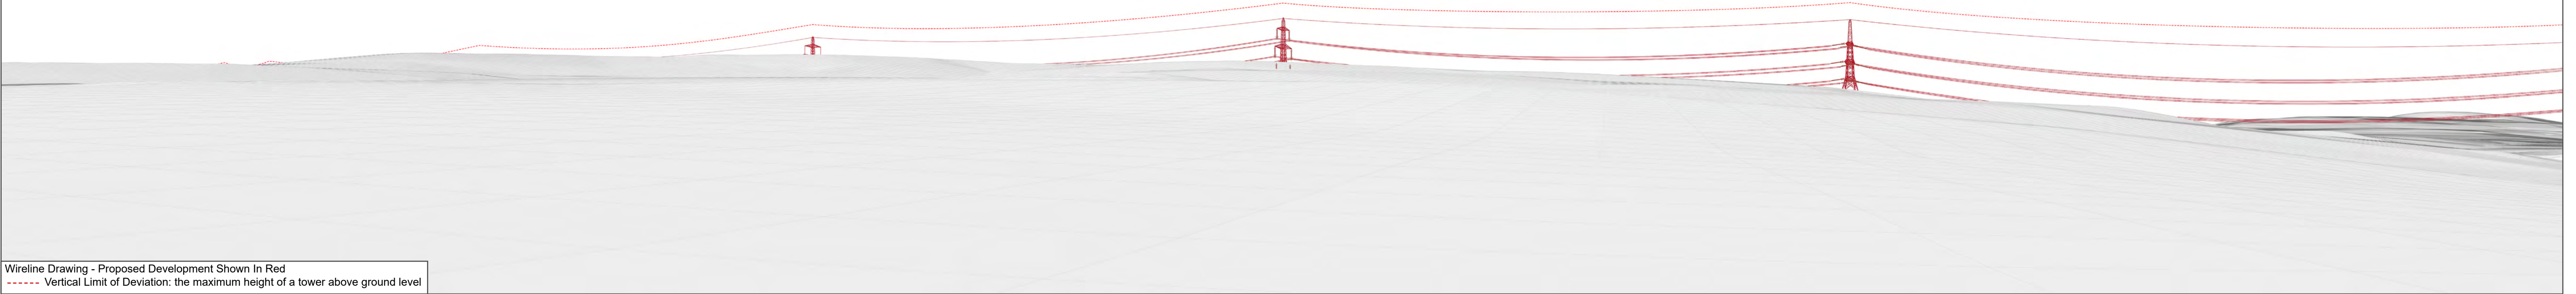 Wireline Drawing - Proposed Development Shown In Red
Vertical Limit of Deviation: the maximum height of a tower above ground level